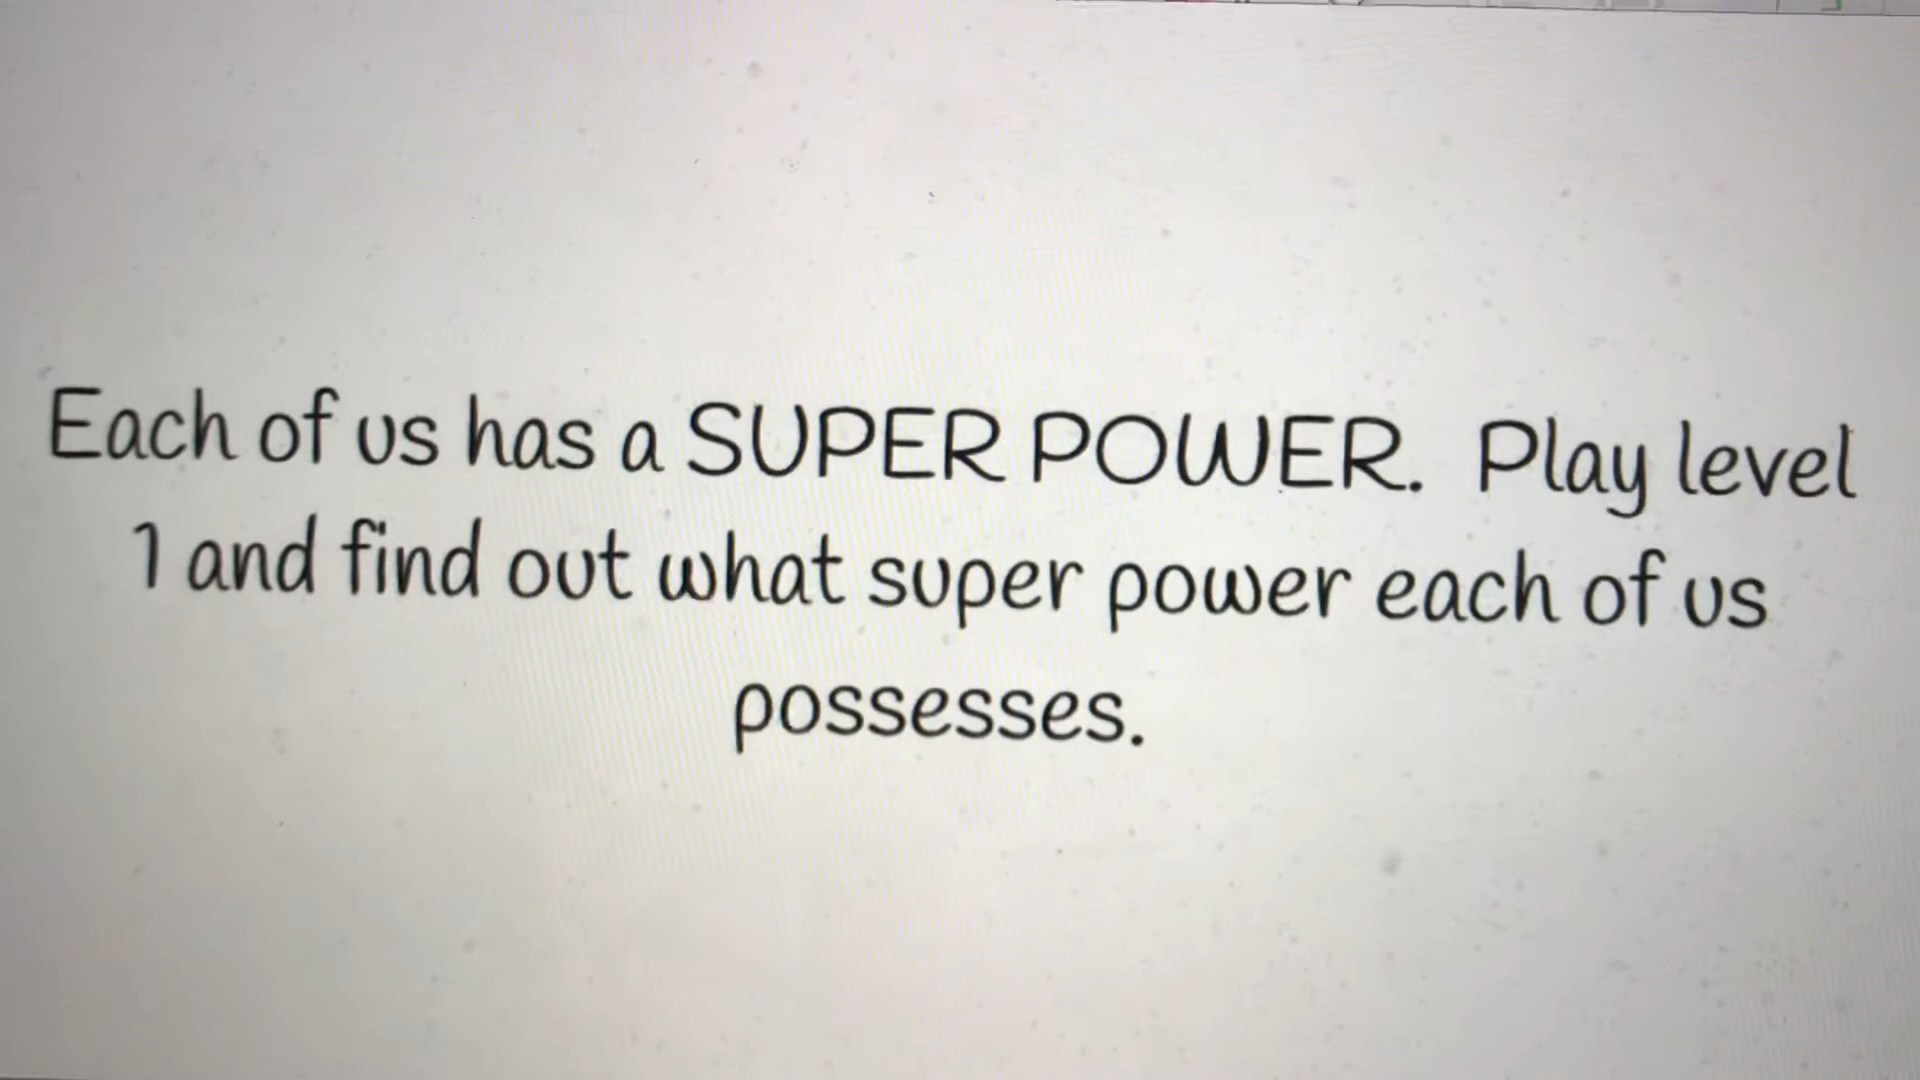 Each of us has a SUPER POWER. Play level
1 and find out what super power each of us
possesses.